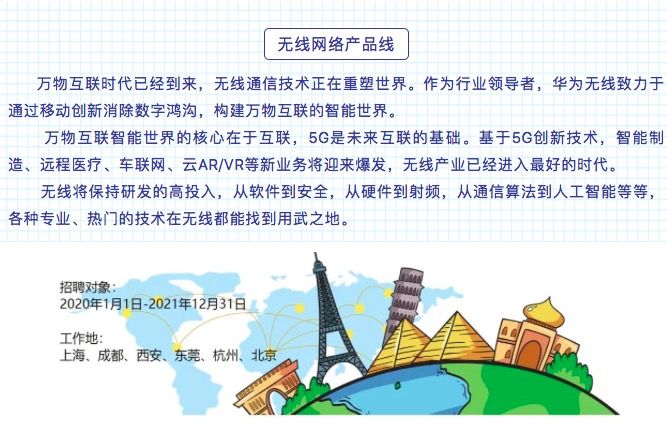 无线网络产品线
万物互联时代已经到来，无线通信技术正在重塑世界。作为行业领导者，华为无线致力于
通过移动创新消除数字鸿沟，构建万物互联的智能世界。
万物互联智能世界的核心在于互联，5G是未来互联的基础。基于5G创新技术，智能制
造、远程医疗、车联网、云AR/VR等新业务将迎来爆发，无线产业已经进入最好的时代。
无线将保持研发的高投入，从软件到安全，从硬件到射频，从通信算法到人工智能等等，
各种专业、热门的技术在无线都能找到用武之地。
招聘对象：
2020年1月1日-2021年12月31日
工作地：
上海、成都、西安、东莞、杭州、北京